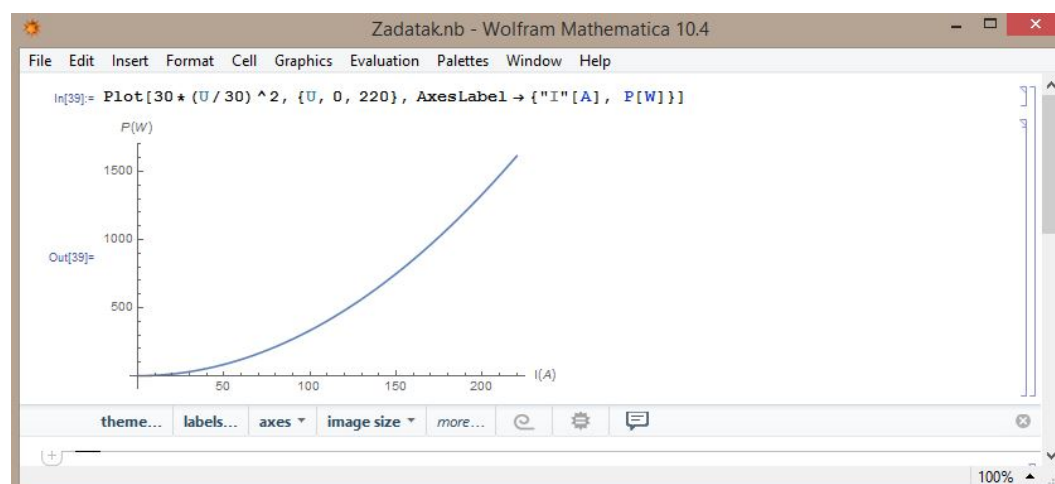 Zadatak.nb - Wolfram Mathematica 10.4
File Edit Insert Format Cell Graphics Evaluation Palettes Window Help
In[39]:= Plot[30 * (U / 30) ^ 2, {U, 0, 220}, AxesLabel → {"I"[A], P[W]}]
P(W)
1500
1000
Out[39]=
500
I(A)
50 100 150 200
theme... labels... axes image size more...
100%